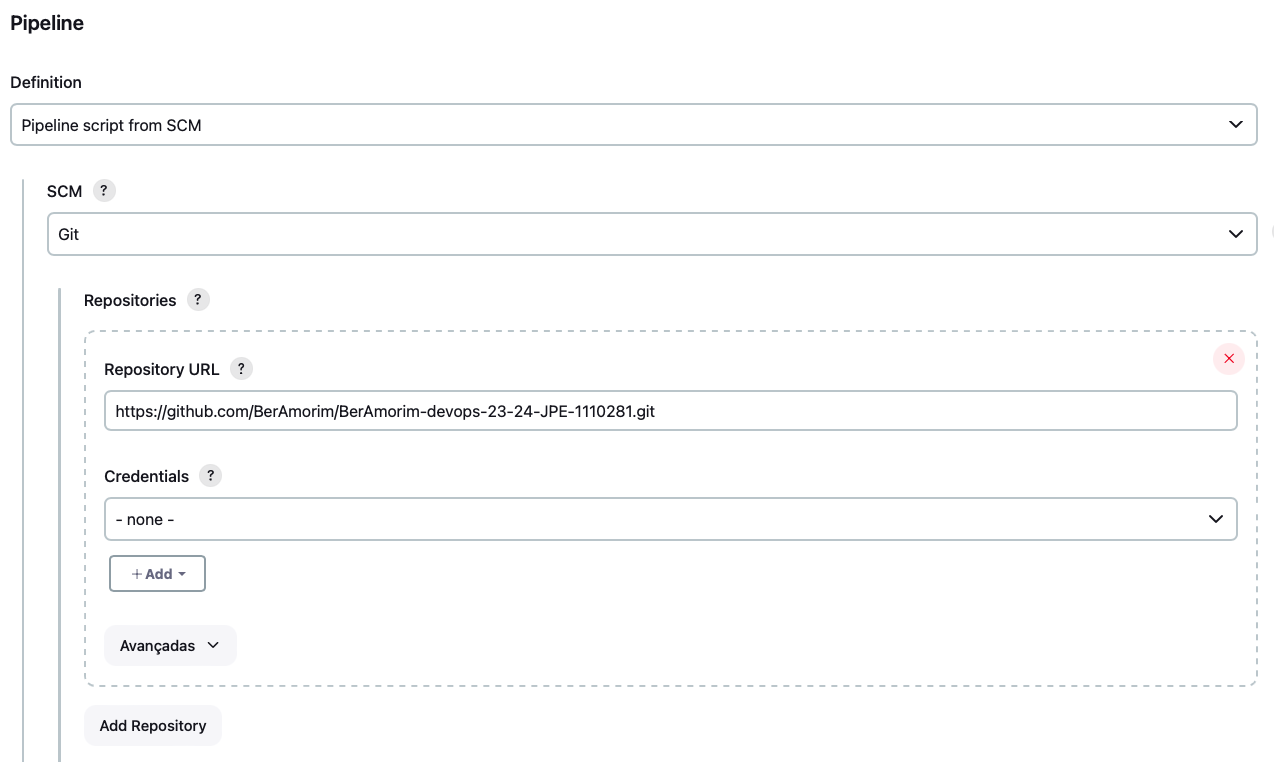 Pipeline
Definition
Pipeline script from SCM
SCM ?
Git
Repositories ?
Repository URL ?
https://github.com/BerAmorim/BerAmorim-devops-23-24-JPE-1110281.git
Credentials ?
- none -
+ Add
Avançadas
Add Repository